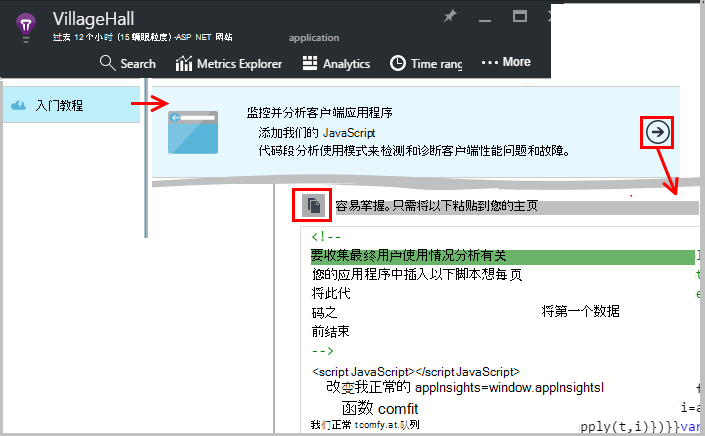 VillageHall
过去 12 个小时 (15 蝙眼粒度) -ASP NET 网站
application
Search Metrics Explorer Analytics Time rang More
入门教程
监控并分析客户端应用程序
添加我们的 JavaScript
代码段分析使用模式来检测和诊断客户端性能问题和故障。
容易掌握。只需将以下粘贴到您的主页
<!--
要收集最终用户使用情况分析有关
您的应用程序中插入以下脚本想每页
将此代
码之 将第一个数据
前结束
-->
<script JavaScript></script JavaScript>
改变我正常的 appInsights=window.appInsightsl
函数 comfit i=a
我们正常 tcomfy.at.队列 pply(t,i)})}}var